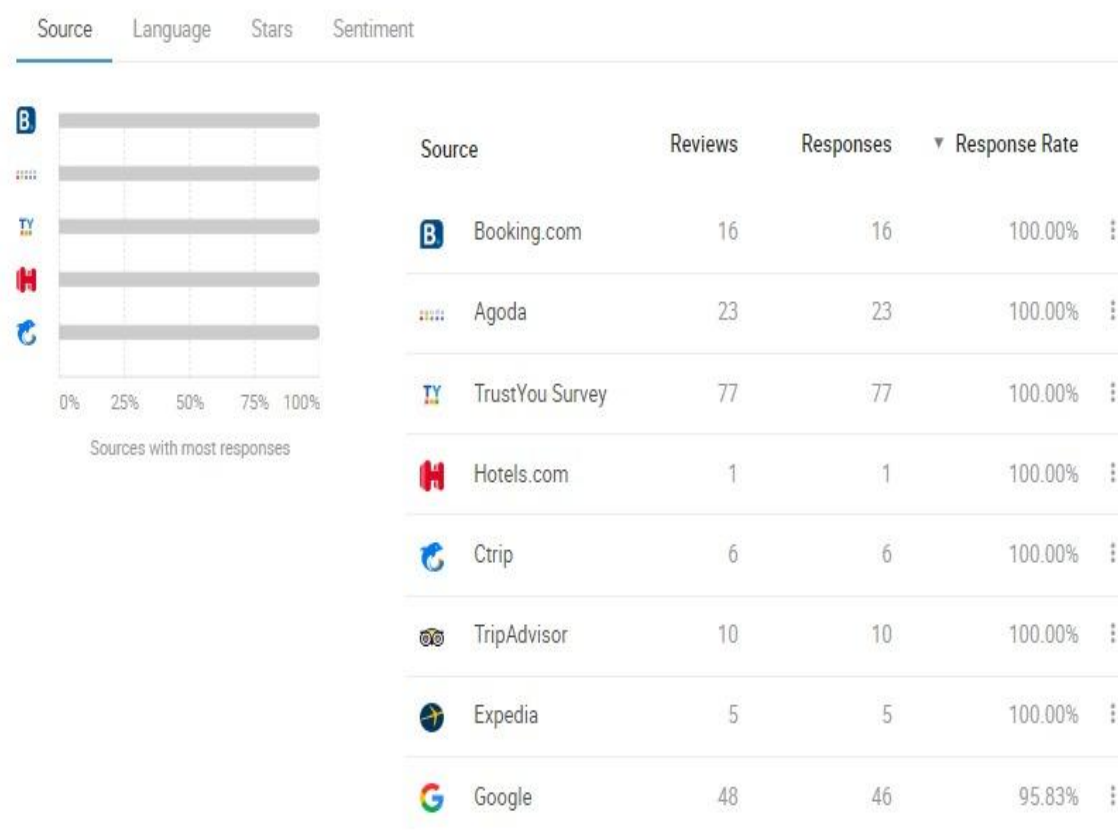 Source Language Stars Sentiment
B.
TY
H
0% 25% 50% 75% 100%
Sources with most responses
Source Reviews Responses ▼ Response Rate
B. Booking.com 16 16 100.00%
Agoda 23 23 100.00%
TY TrustYou Survey 77 77 100.00%
H Hotels.com 1 1 100.00%
Ctrip 6 6 100.00%
TripAdvisor 10 10 100.00%
Expedia 5 5 100.00%
G Google 48 46 95.83%